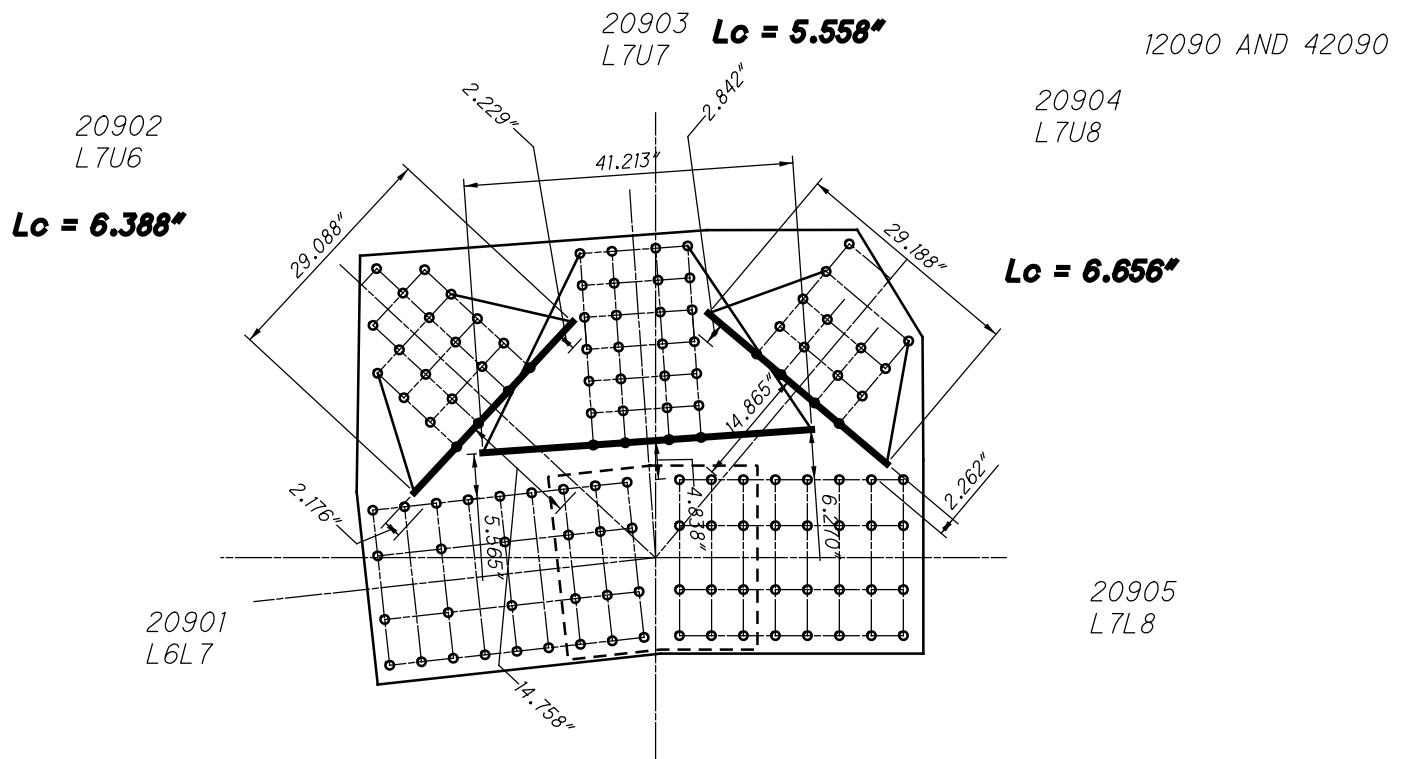 20903
L7U7
Lc = 5.558"
12090 AND 42090
20904
L7U8
20902
L7U6
Lc = 6.388"
Lc = 6.656"
2.229"
2.842"
41.213"
29.088"
29.188"
14.865"
2.176"
5.565"
4.838"
6.270"
2.262"
14.758"
20901
L6L7
20905
L7L8